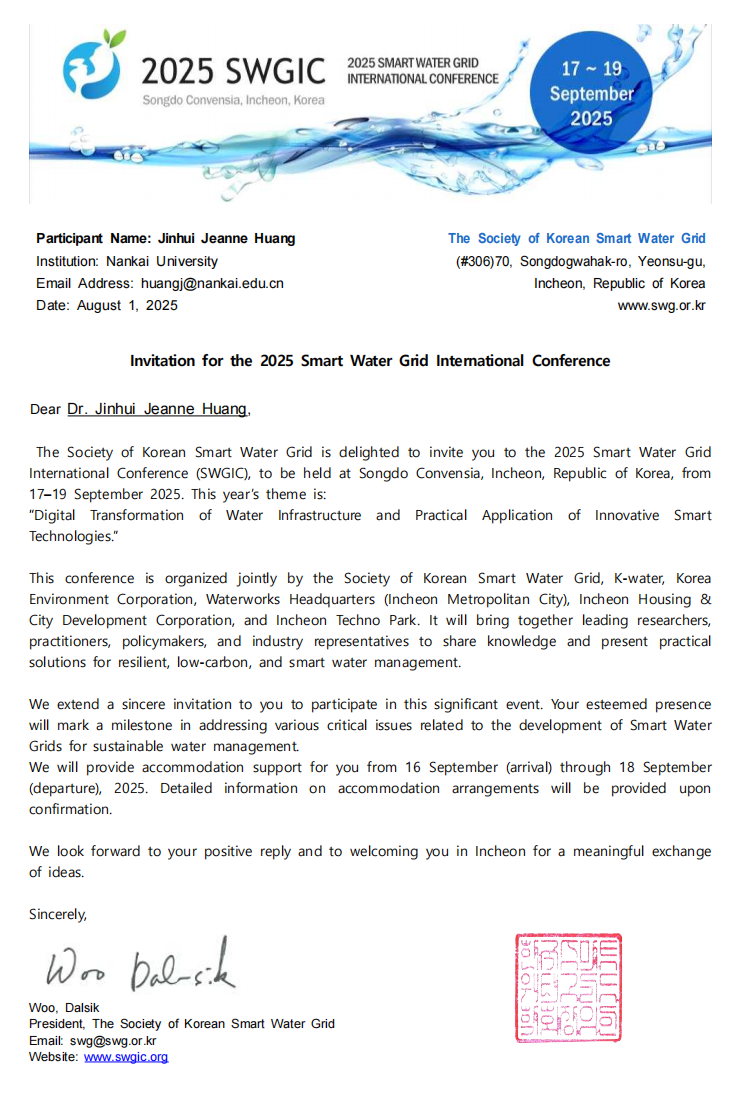 2025 SWGIC
2025 SMART WATER GRID
INTERNATIONAL CONFERENCE
Songdo Convensia, Incheon, Korea
17 ~ 19
September
2025
Participant Name: Jinhui Jeanne Huang
Institution: Nankai University
Email Address: huangj@nankai.edu.cn
Date: August 1, 2025
The Society of Korean Smart Water Grid
(#306)70, Songdogwahak-ro, Yeonsu-gu,
Incheon, Republic of Korea
www.swg.or.kr
Invitation for the 2025 Smart Water Grid International Conference
Dear Dr. Jinhui Jeanne Huang,
The Society of Korean Smart Water Grid is delighted to invite you to the 2025 Smart Water Grid
International Conference (SWGIC), to be held at Songdo Convensia, Incheon, Republic of Korea, from
17–19 September 2025. This year's theme is:
"Digital Transformation of Water Infrastructure and Practical Application of Innovative Smart
Technologies."
This conference is organized jointly by the Society of Korean Smart Water Grid, K-water, Korea
Environment Corporation, Waterworks Headquarters (Incheon Metropolitan City), Incheon Housing &
City Development Corporation, and Incheon Techno Park. It will bring together leading researchers,
practitioners, policymakers, and industry representatives to share knowledge and present practical
solutions for resilient, low-carbon, and smart water management.
We extend a sincere invitation to you to participate in this significant event. Your esteemed presence
will mark a milestone in addressing various critical issues related to the development of Smart Water
Grids for sustainable water management.
We will provide accommodation support for you from 16 September (arrival) through 18 September
(departure), 2025. Detailed information on accommodation arrangements will be provided upon
confirmation.
We look forward to your positive reply and to welcoming you in Incheon for a meaningful exchange
of ideas.
Sincerely,
Woo Dal-sik
Woo, Dalsik
President, The Society of Korean Smart Water Grid
Email: swg@swg.or.kr
Website: www.swgic.org